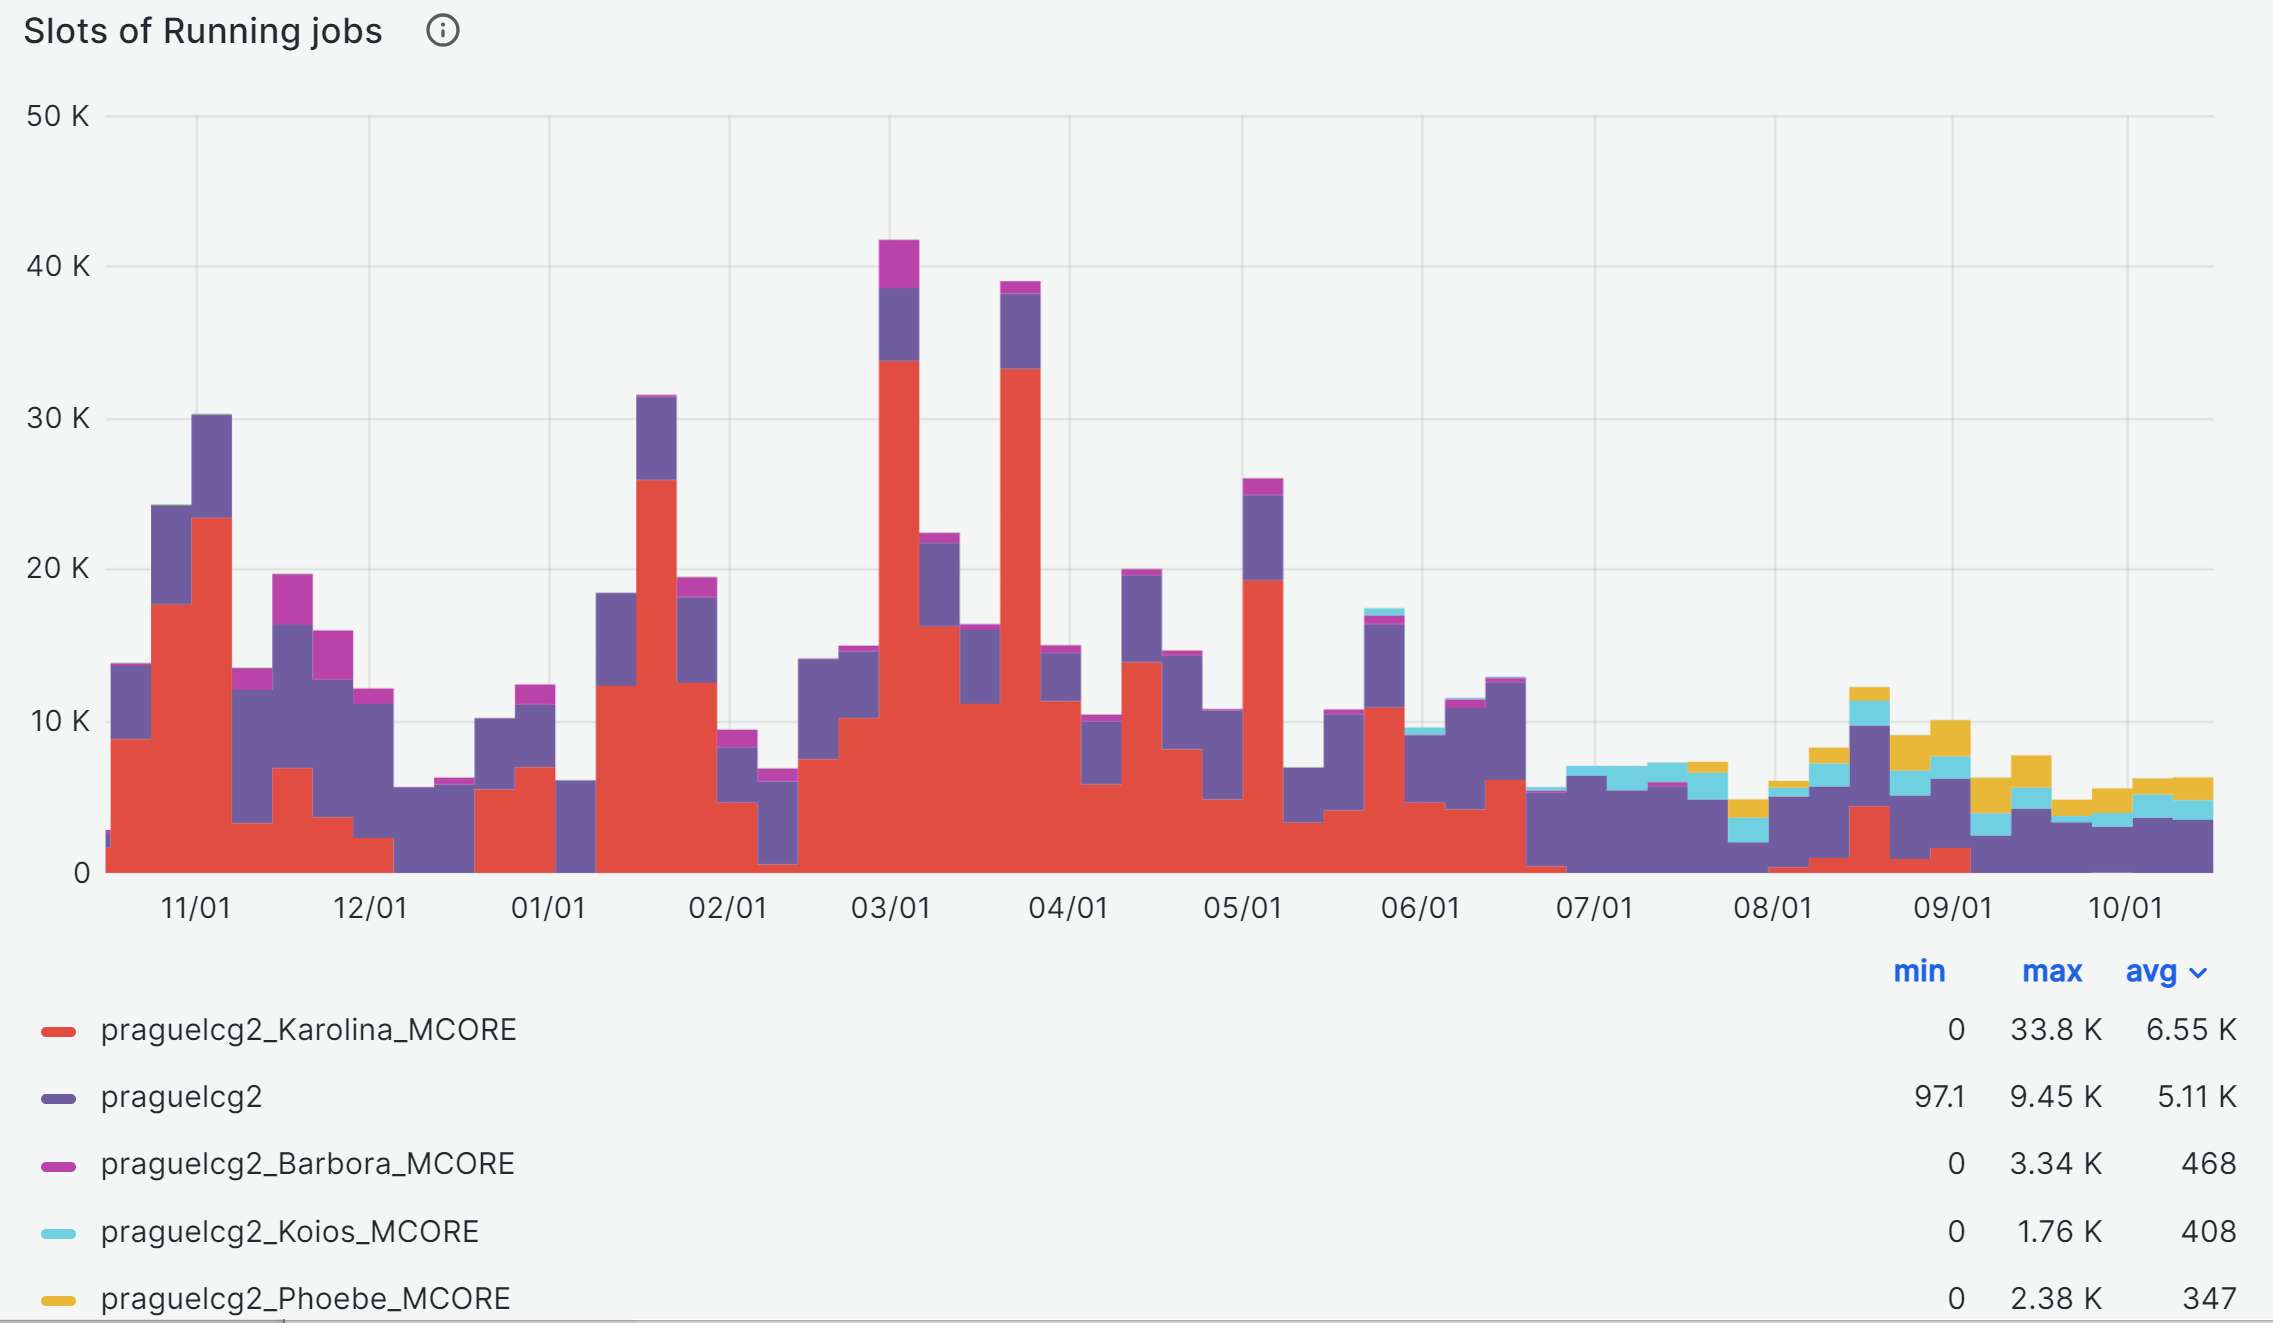 Slots of Running jobs
50 K
40 K
30 K
20 K
10 K
0
11/01 12/01 01/01 02/01 03/01 04/01 05/01 06/01 07/01 08/01 09/01 10/01
min max avg
praguelcg2_Karolina_MCORE 0 33.8 K 6.55 K
praguelcg2 97.1 9.45 K 5.11 K
praguelcg2_Barbora_MCORE 0 3.34 K 468
praguelcg2_Koios_MCORE 0 1.76 K 408
praguelcg2_Phoebe_MCORE 0 2.38 K 347